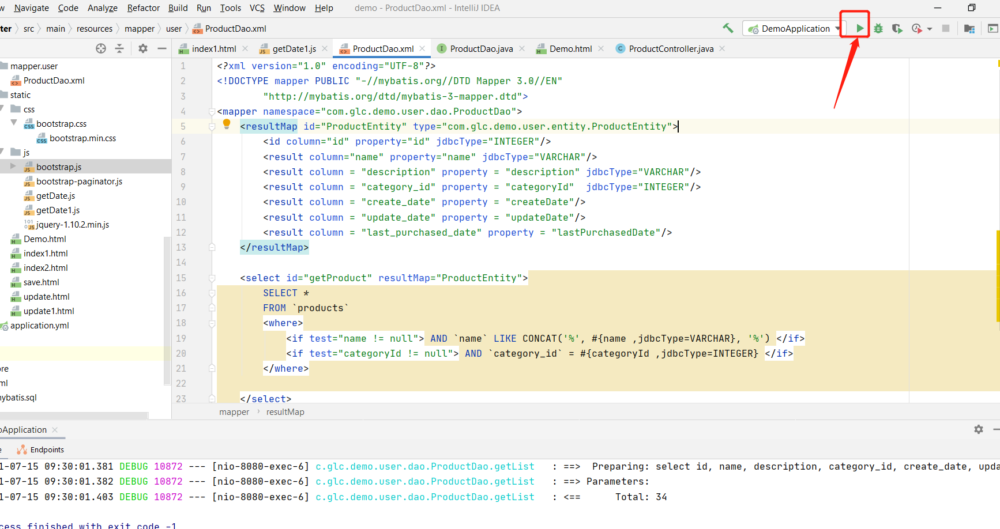 w Navigate Code Analyze Refactor Build Run Tools VCS Window Help demo - ProductDao.xml - IntelliJ IDEA
ter src main resources mapper user ProductDao.xml DemoApplication
index1.html getDate1.js ProductDao.xml ProductDao.java Demo.html ProductController.java
mapper.user
ProductDao.xml
static
css
bootstrap.css
bootstrap.min.css
js
bootstrap.js
bootstrap-paginator.js
getDate.js
getDate1.js
jquery-1.10.2.min.js
Demo.html
index1.html
index2.html
save.html
update.html
update1.html
application.yml
re
ml
ybatis.sql
1 <?xml version="1.0" encoding="UTF-8"?>
2 <!DOCTYPE mapper PUBLIC "-//mybatis.org//DTD Mapper 3.0//EN"
3 "http://mybatis.org/dtd/mybatis-3-mapper.dtd">
4 <mapper namespace="com.glc.demo.user.dao.ProductDao">
5 <resultMap id="ProductEntity" type="com.glc.demo.user.entity.ProductEntity">
6 <id column="id" property="id" jdbcType="INTEGER"/>
7 <result column="name" property="name" jdbcType="VARCHAR"/>
8 <result column = "description" property = "description" jdbcType="VARCHAR"/>
9 <result column = "category_id" property = "categoryId"  jdbcType="INTEGER"/>
10 <result column = "create_date" property = "createDate"/>
11 <result column = "update_date" property = "updateDate"/>
12 <result column = "last_purchased_date" property = "lastPurchasedDate"/>
13 </resultMap>
14
15 <select id="getProduct" resultMap="ProductEntity">
16 SELECT *
17 FROM `products`
18 <where>
19 <if test="name != null"> AND `name` LIKE CONCAT('%', #{name ,jdbcType=VARCHAR}, '%') </if>
20 <if test="categoryId != null"> AND `category_id` = #{categoryId ,jdbcType=INTEGER} </if>
21 </where>
22
23 </select>
mapper resultMap
oApplication
e Endpoints
1-07-15 09:30:01.381 DEBUG 10872 --- [nio-8080-exec-6] c.glc.demo.user.dao.ProductDao.getList : ==> Preparing: select id, name, description, category_id, create_date, upda
1-07-15 09:30:01.382 DEBUG 10872 --- [nio-8080-exec-6] c.glc.demo.user.dao.ProductDao.getList : ==> Parameters:
1-07-15 09:30:01.403 DEBUG 10872 --- [nio-8080-exec-6] c.glc.demo.user.dao.ProductDao.getList : <== Total: 34
cess finished with exit code -1